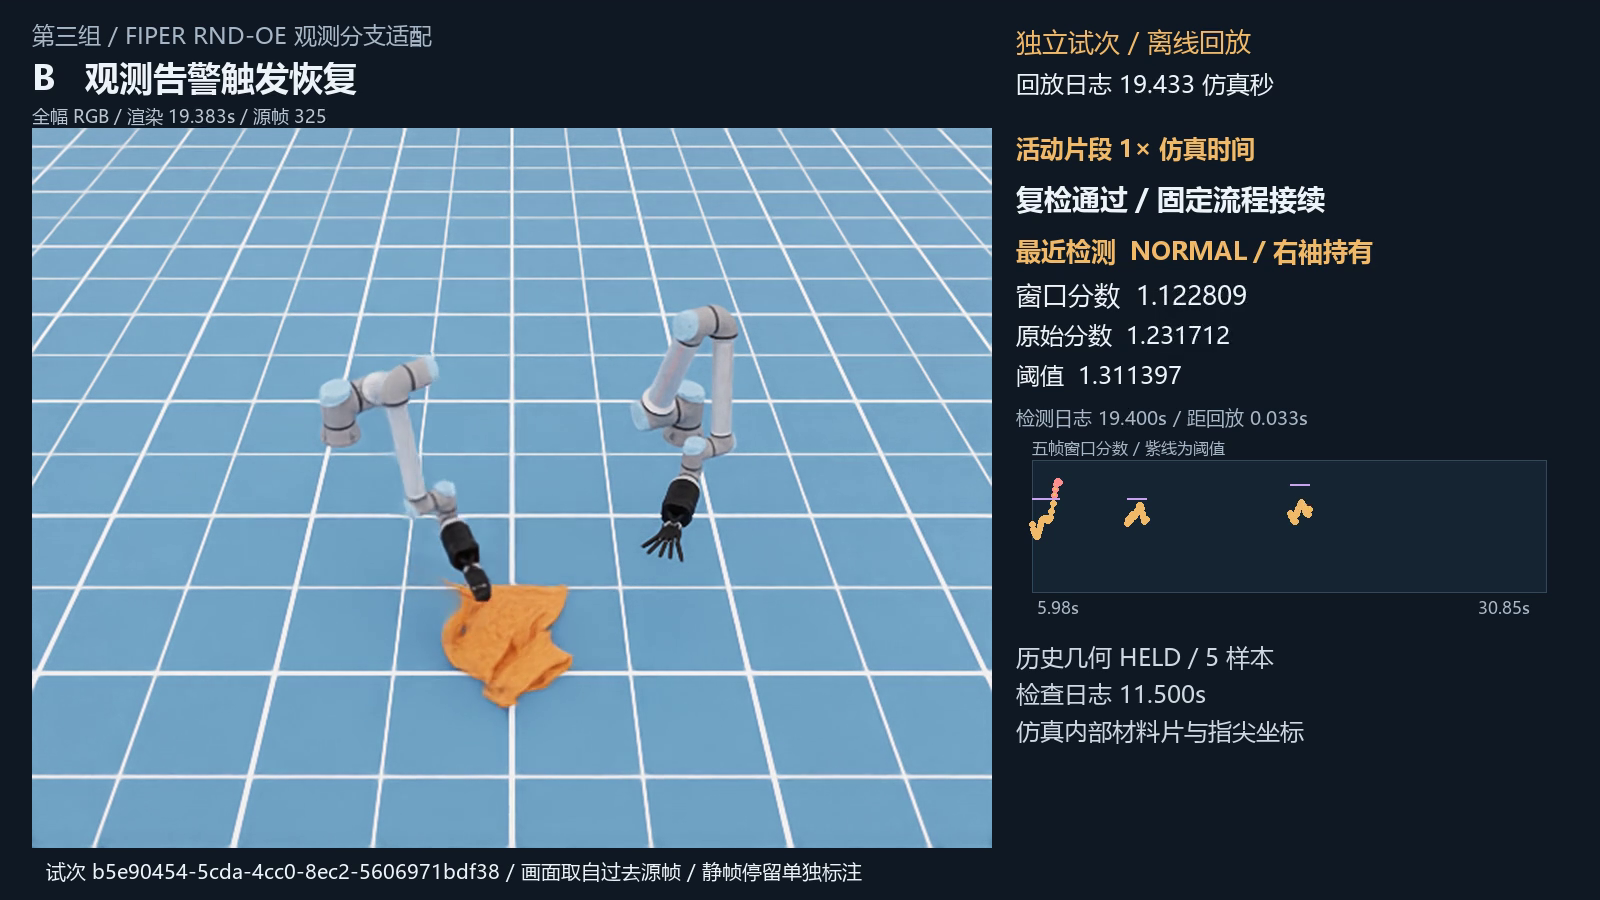 第三组 / FIPER RND-OE 观测分支适配
B 观测告警触发恢复
全幅 RGB / 渲染 19.383s / 源帧 325
独立试次 / 离线回放
回放日志 19.433 仿真秒
活动片段 1× 仿真时间
复检通过 / 固定流程接续
最近检测 NORMAL / 右袖持有
窗口分数 1.122809
原始分数 1.231712
阈值 1.311397
检测日志 19.400s / 距回放 0.033s
五帧窗口分数 / 紫线为阈值
5.98s 30.85s
历史几何 HELD / 5 样本
检查日志 11.500s
仿真内部材料片与指尖坐标
试次 b5e90454-5cda-4cc0-8ec2-5606971bdf38 / 画面取自过去源帧 / 静帧停留单独标注